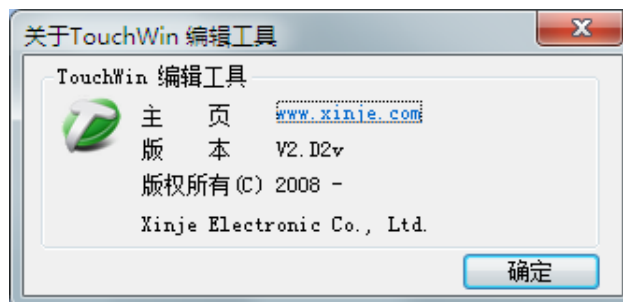 关于TouchWin 编辑工具
TouchWin 编辑工具
主 页 www.xinje.com
版 本 V2.D2v
版权所有(C) 2008 -
Xinje Electronic Co., Ltd.
确定